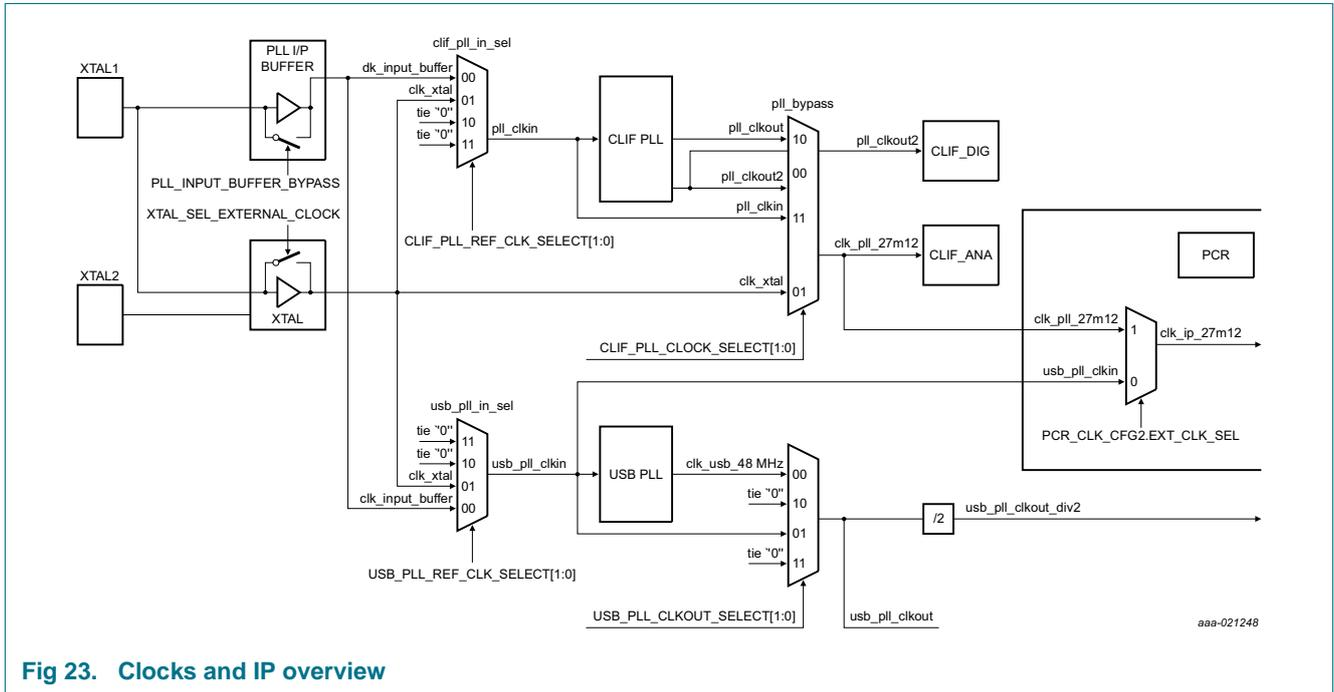 clif_pll_in_sel
PLL I/P
BUFFER
XTAL1
dk_input_buffer
00
clk_xtal
01
tie `'0''
10
tie `'0''
11
pll_clkin
CLIF PLL
pll_bypass
pll_clkout
10
pll_clkout2
00
pll_clkin
11
clk_xtal
01
pll_clkout2
CLIF_DIG
PLL_INPUT_BUFFER_BYPASS
XTAL_SEL_EXTERNAL_CLOCK
CLIF_PLL_REF_CLK_SELECT[1:0]
clk_pll_27m12
CLIF_ANA
PCR
XTAL2
XTAL
CLIF_PLL_CLOCK_SELECT[1:0]
clk_pll_27m12
1
clk_ip_27m12
usb_pll_clkin
0
PCR_CLK_CFG2.EXT_CLK_SEL
usb_pll_in_sel
tie `'0''
11
tie `'0''
10
clk_xtal
01
clk_input_buffer
00
usb_pll_clkin
USB PLL
clk_usb_48 MHz
00
tie `'0''
10
01
tie `'0''
11
/2
usb_pll_clkout_div2
USB_PLL_REF_CLK_SELECT[1:0]
USB_PLL_CLKOUT_SELECT[1:0]
usb_pll_clkout
aaa-021248
Fig 23. Clocks and IP overview